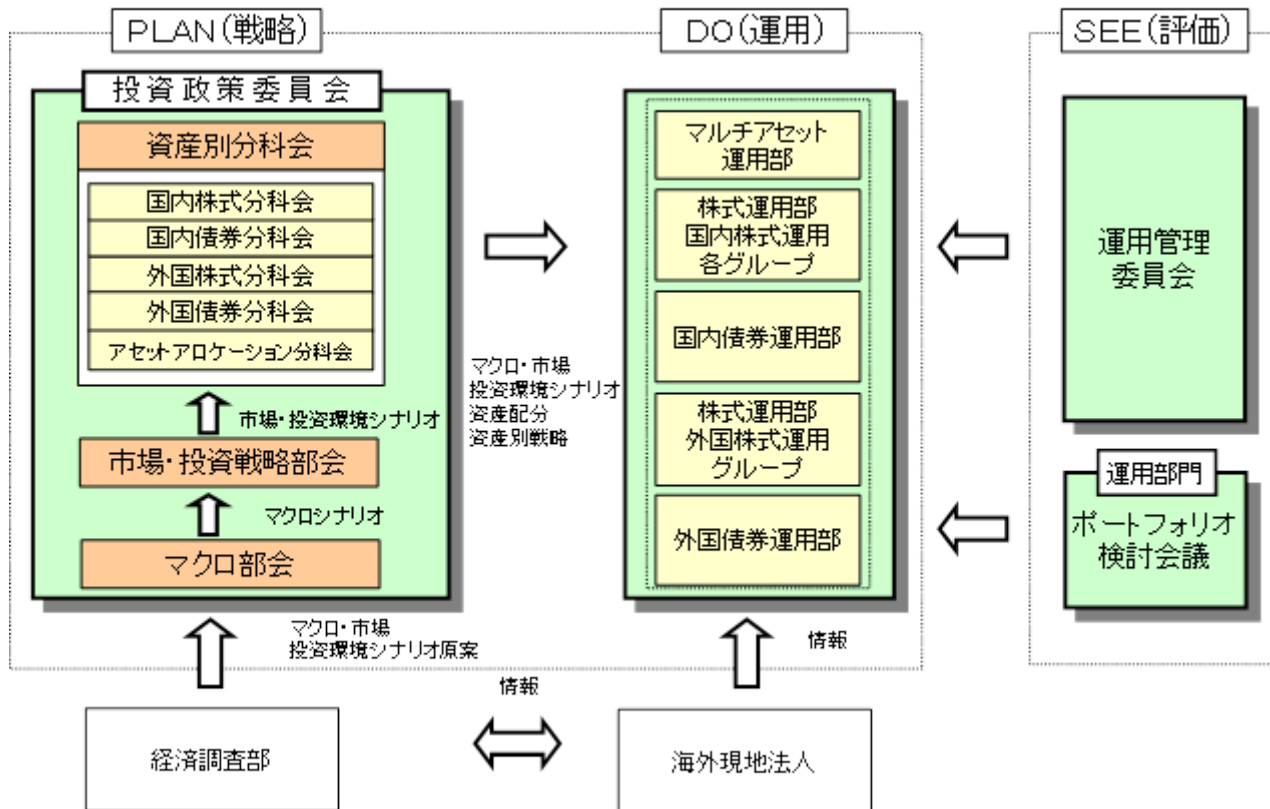 PLAN(戦略)
DO(運用)
SEE(評価)
投資政策委員会
資産別分科会
国内株式分科会
国内債券分科会
外国株式分科会
外国債券分科会
アセットアロケーション分科会
市場・投資環境シナリオ
市場・投資戦略部会
マクロシナリオ
マクロ部会
マクロ・市場
投資環境シナリオ
資産配分
資産別戦略
マルチアセット
運用部
株式運用部
国内株式運用
各グループ
国内債券運用部
株式運用部
外国株式運用
グループ
外国債券運用部
運用管理
委員会
運用部門
ポートフォリオ
検討会議
マクロ・市場
投資環境シナリオ原案
情報
情報
経済調査部
海外現地法人